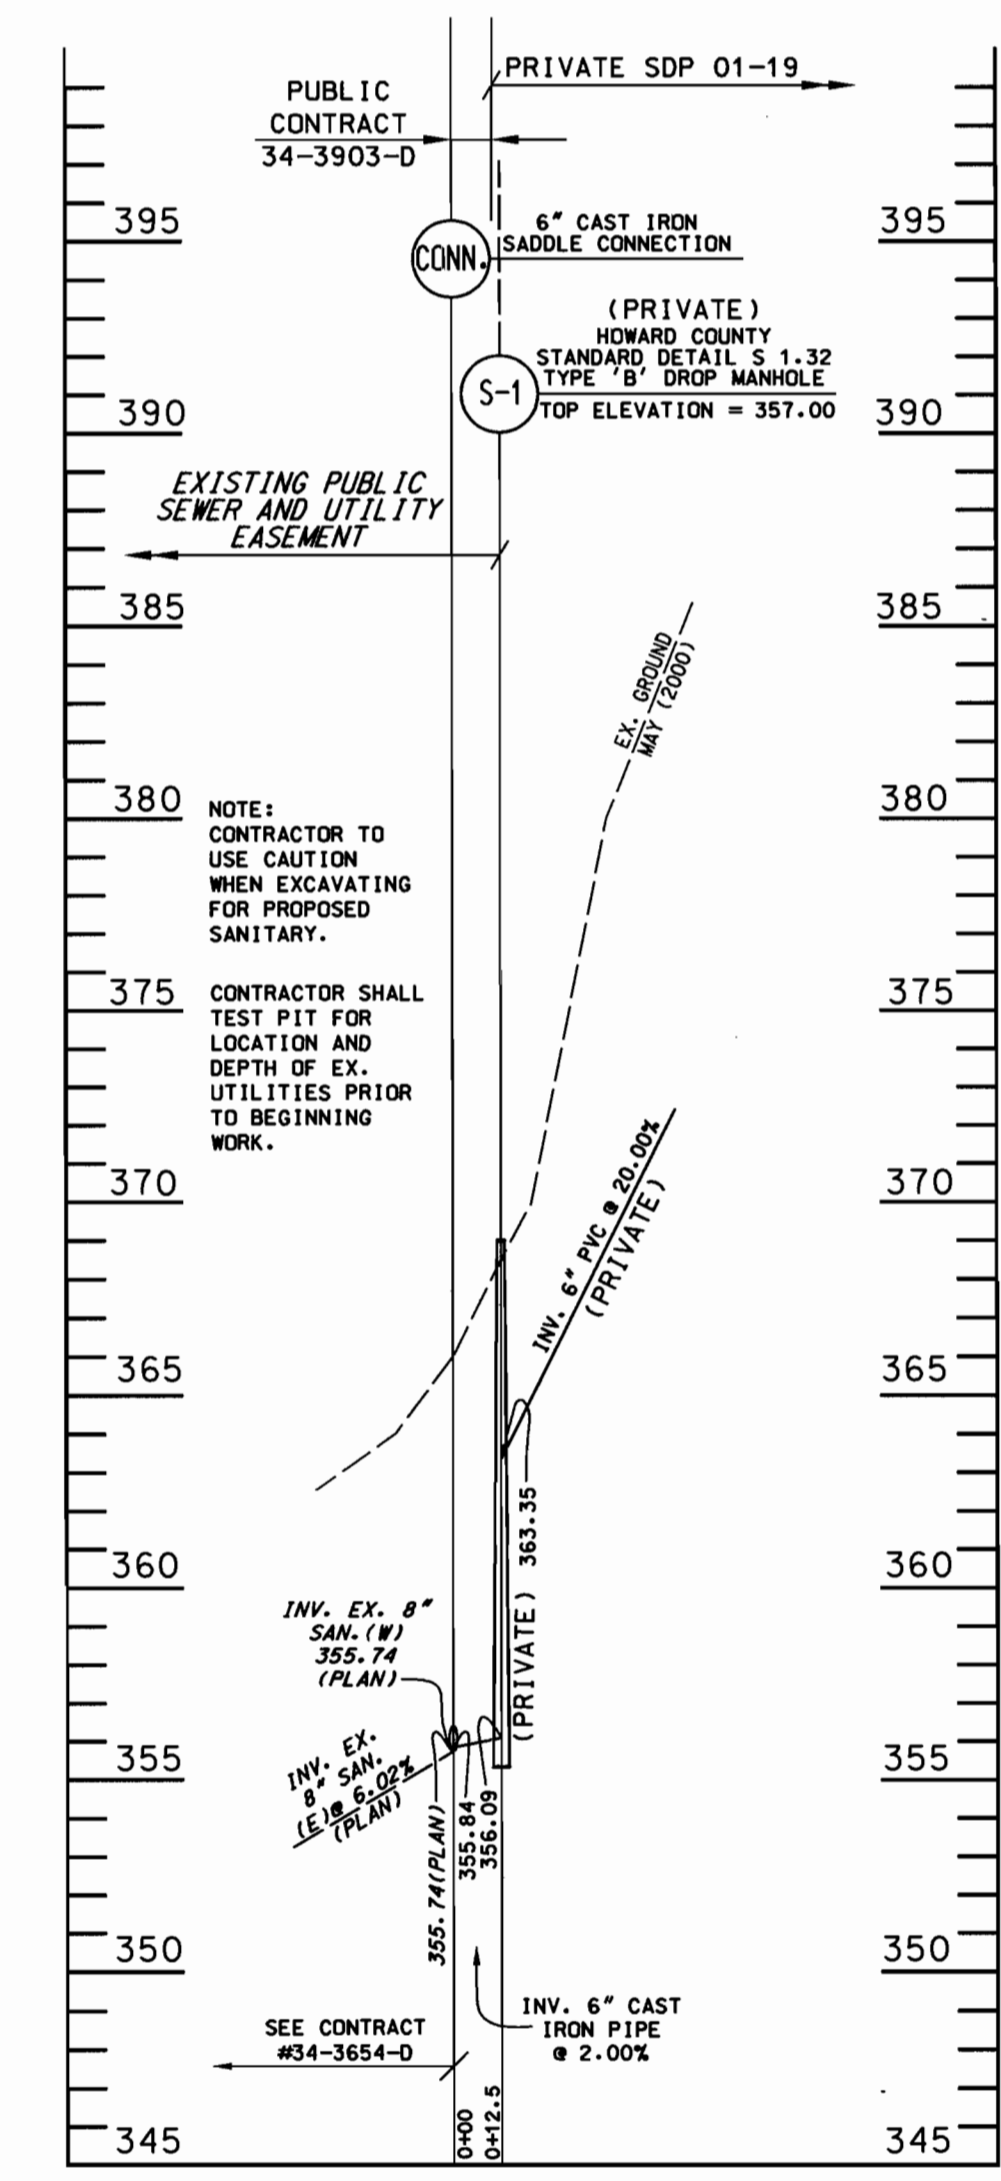 PRIVATE SDP 01-19
PUBLIC
CONTRACT
34-3903-D
395
395
6" CAST IRON
SADDLE CONNECTION
CONN.
(PRIVATE)
HOWARD COUNTY
STANDARD DETAIL S 1.32
TYPE 'B' DROP MANHOLE
TOP ELEVATION = 357.00
S-1
390
390
EXISTING PUBLIC
SEWER AND UTILITY
EASEMENT
385
385
EX. GROUND
MAY (2000)
380
380
NOTE:
CONTRACTOR TO
USE CAUTION
WHEN EXCAVATING
FOR PROPOSED
SANITARY.
375
375
CONTRACTOR SHALL
TEST PIT FOR
LOCATION AND
DEPTH OF EX.
UTILITIES PRIOR
TO BEGINNING
WORK.
370
370
INV. 6" PVC @ 20.00%
(PRIVATE)
365
365
363.35
(PRIVATE)
360
360
INV. EX. 8"
SAN. (W)
355.74
(PLAN)
355
355
INV. EX.
8" SAN.
(E)@ 6.02%
(PLAN)
355.74(PLAN)
355.84
356.09
350
350
INV. 6" CAST
IRON PIPE
@ 2.00%
SEE CONTRACT
#34-3654-D
0+00
0+12.5
345
345